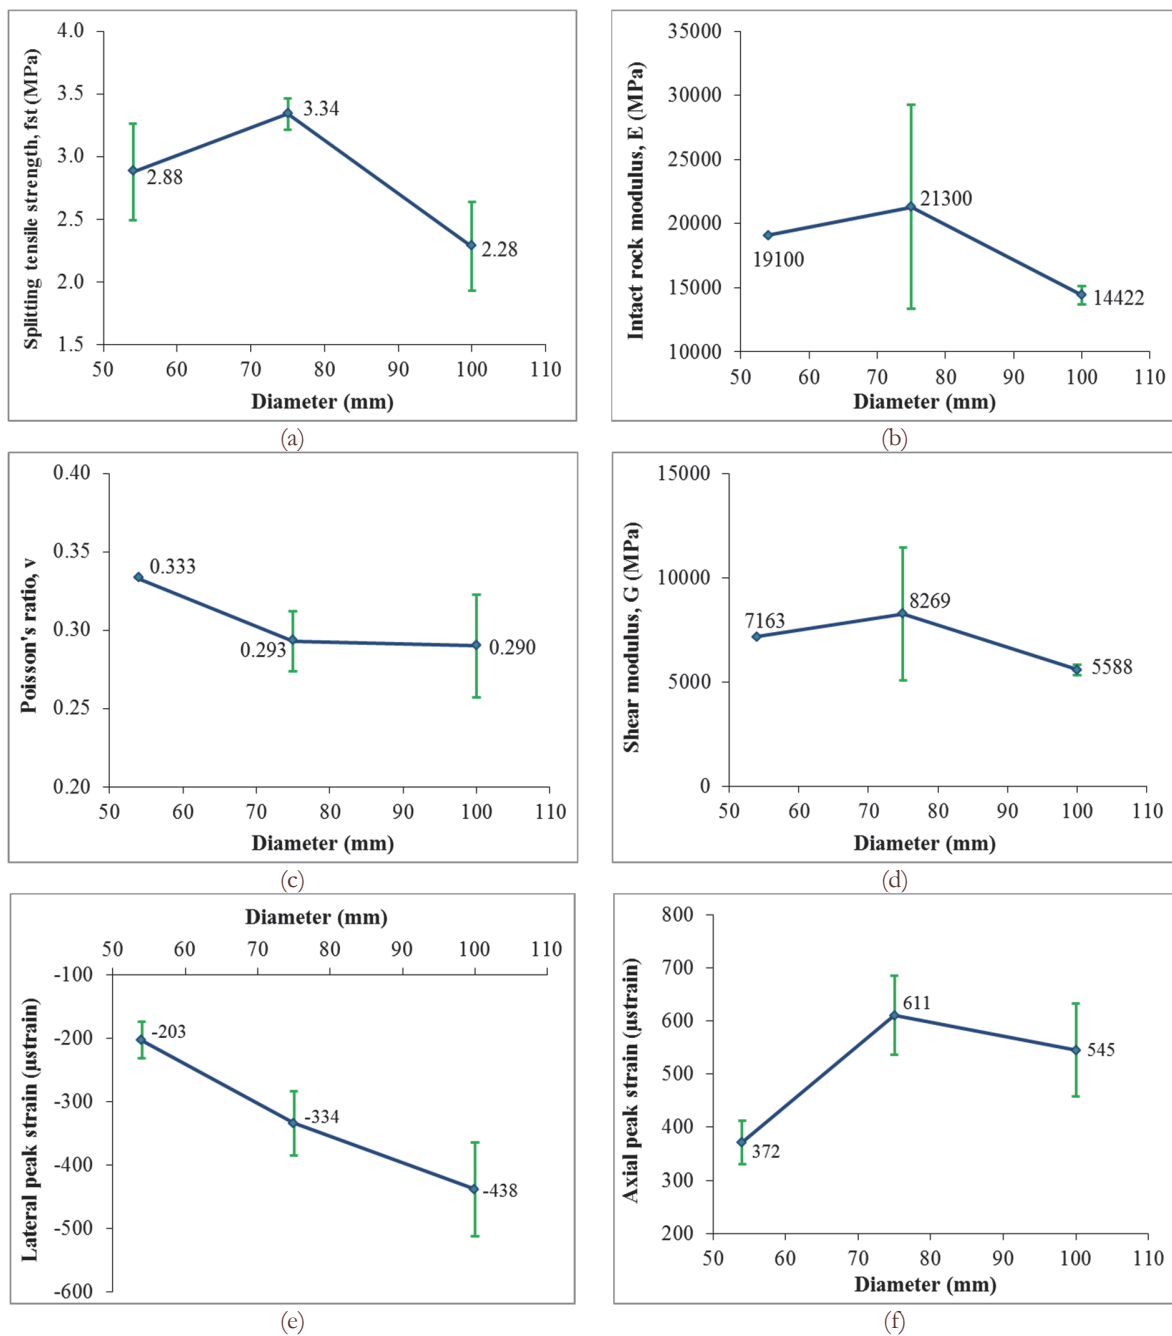 Splitting tensile strength, fst (MPa)
4.0
3.5
3.0
2.5
2.0
1.5
2.88
3.34
2.28
50 60 70 80 90 100 110
Diameter (mm)
(a)
Intact rock modulus, E (MPa)
35000
30000
25000
20000
15000
10000
19100
21300
14422
50 60 70 80 90 100 110
Diameter (mm)
(b)
Poisson's ratio, v
0.40
0.35
0.30
0.25
0.20
0.333
0.293
0.290
50 60 70 80 90 100 110
Diameter (mm)
(c)
Shear modulus, G (MPa)
15000
10000
5000
0
7163
8269
5588
50 60 70 80 90 100 110
Diameter (mm)
(d)
Diameter (mm)
50 60 70 80 90 100 110
Lateral peak strain (µstrain)
-100
-200
-300
-400
-500
-600
-203
-334
-438
(e)
Axial peak strain (µstrain)
800
700
600
500
400
300
200
372
611
545
50 60 70 80 90 100 110
Diameter (mm)
(f)